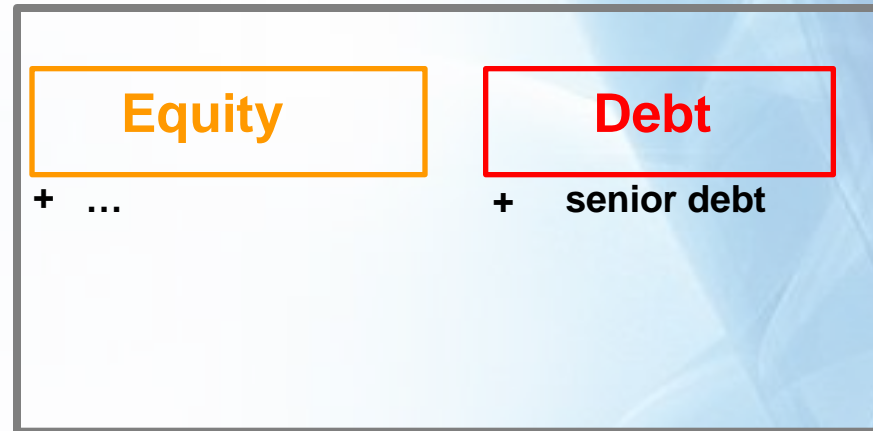 Equity
Debt
+ …
+ senior debt